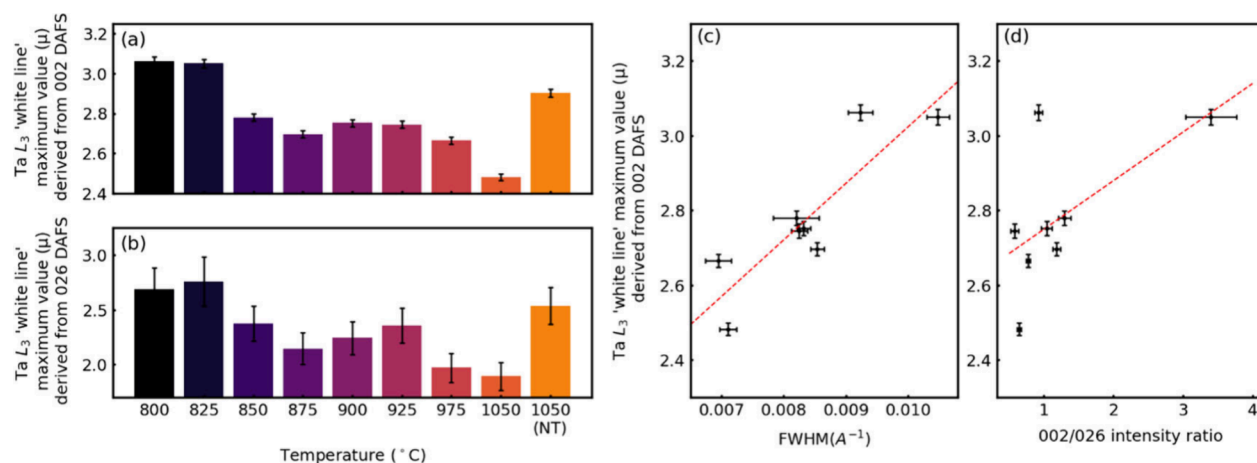 (a)
Ta L₃ 'white line'
maximum value (μ)
derived from 002 DAFS
3.2
3.0
2.8
2.6
2.4
(b)
Ta L₃ 'white line'
maximum value (μ)
derived from 026 DAFS
3.0
2.5
2.0
800 825 850 875 900 925 975 1050 1050
(NT)
Temperature (°C)
(c)
Ta L₃ 'white line' maximum value (μ)
derived from 002 DAFS
3.2
3.0
2.8
2.6
2.4
0.007 0.008 0.009 0.010
FWHM(A⁻¹)
(d)
3.2
3.0
2.8
2.6
2.4
1 2 3 4
002/026 intensity ratio